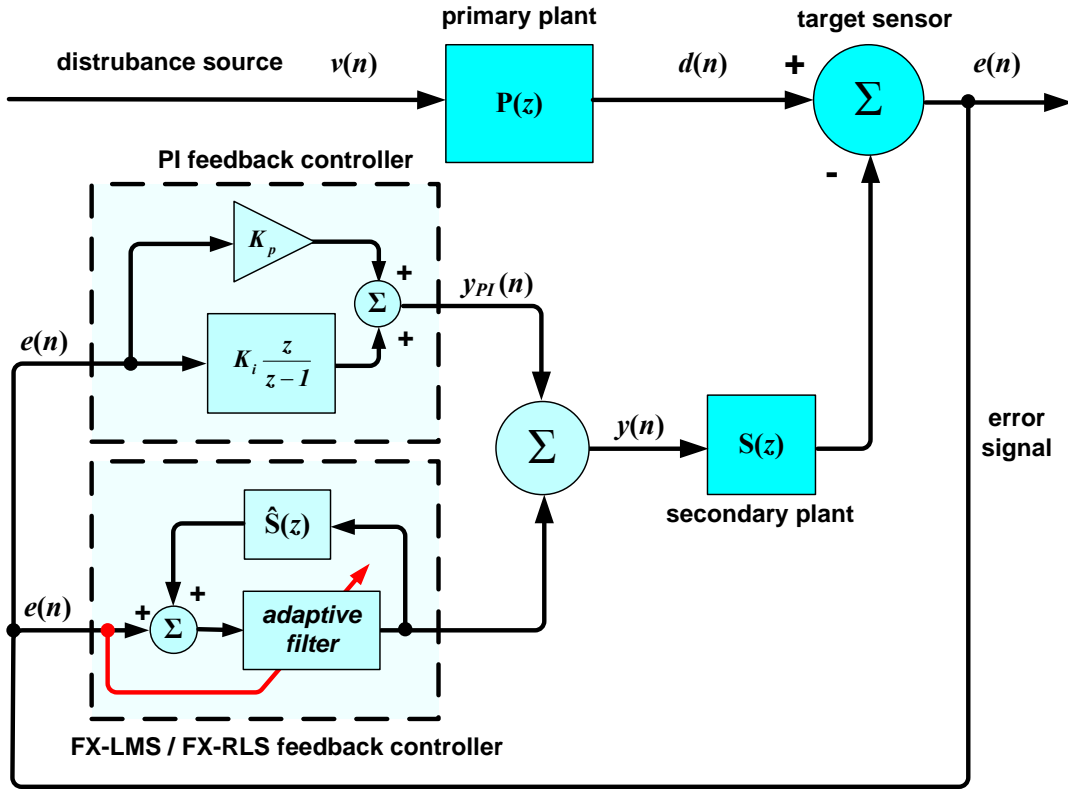 primary plant
target sensor
distrubance source
v(n)
P(z)
d(n)
+
Σ
e(n)
-
PI feedback controller
K_p
+
Σ
+
y_PI(n)
e(n)
K_i z/(z – 1)
Σ
y(n)
S(z)
secondary plant
error
signal
Ŝ(z)
e(n)
+
+
Σ
adaptive
filter
FX-LMS / FX-RLS feedback controller